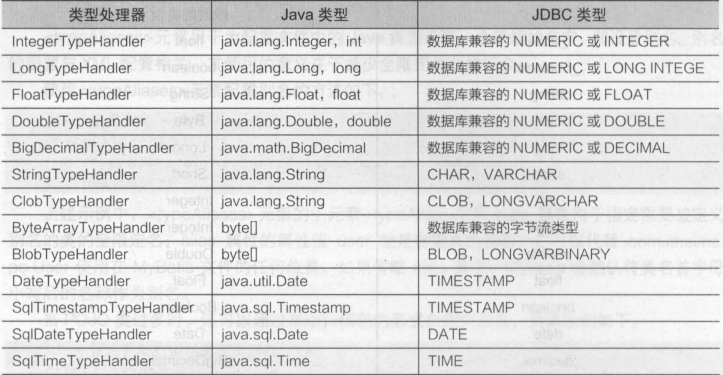 类型处理器 Java 类型 JDBC 类型
IntegerTypeHandler java.lang.Integer，int 数据库兼容的 NUMERIC 或 INTEGER
LongTypeHandler java.lang.Long，long 数据库兼容的 NUMERIC 或 LONG INTEGE
FloatTypeHandler java.lang.Float，float 数据库兼容的 NUMERIC 或 FLOAT
DoubleTypeHandler java.lang.Double，double 数据库兼容的 NUMERIC 或 DOUBLE
BigDecimalTypeHandler java.math.BigDecimal 数据库兼容的 NUMERIC 或 DECIMAL
StringTypeHandler java.lang.String CHAR，VARCHAR
ClobTypeHandler java.lang.String CLOB，LONGVARCHAR
ByteArrayTypeHandler byte[] 数据库兼容的字节流类型
BlobTypeHandler byte[] BLOB，LONGVARBINARY
DateTypeHandler java.util.Date TIMESTAMP
SqlTimestampTypeHandler java.sql.Timestamp TIMESTAMP
SqlDateTypeHandler java.sql.Date DATE
SqlTimeTypeHandler java.sql.Time TIME